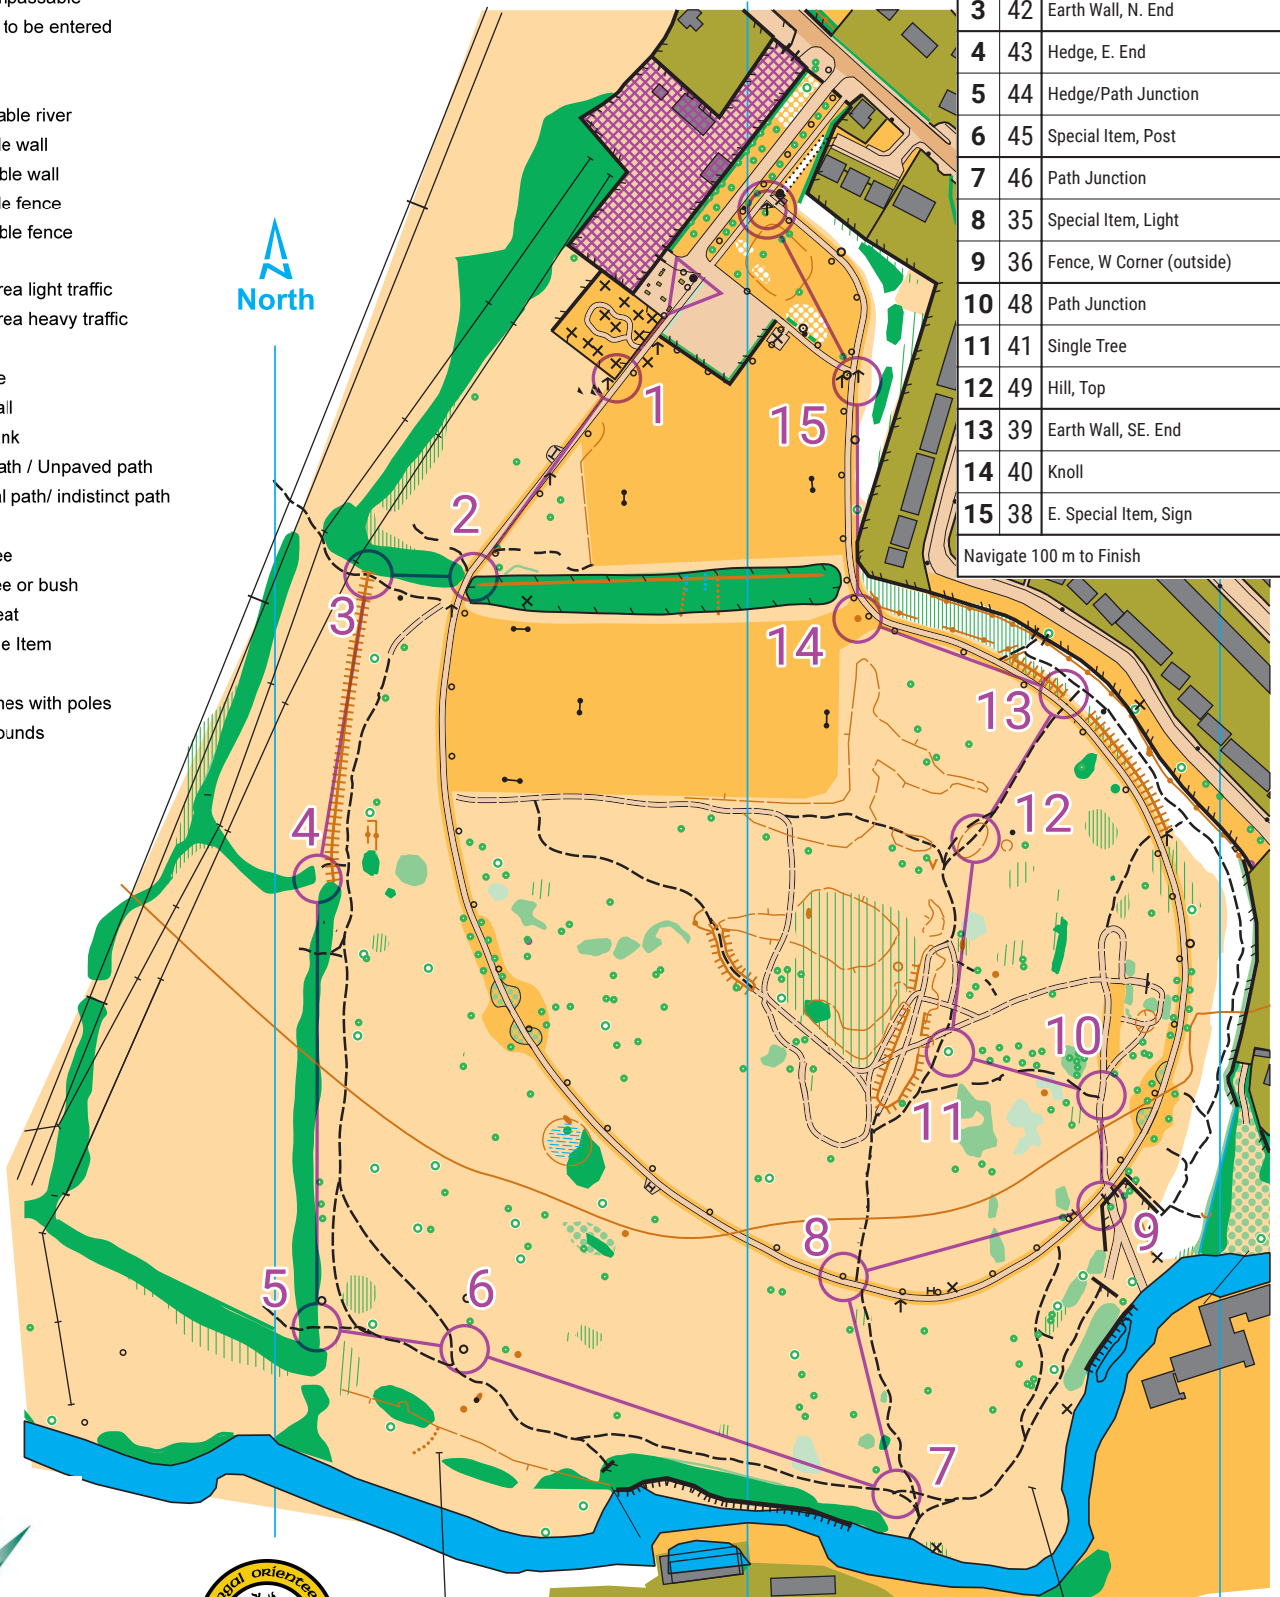 npassable
to be entered
able river
le wall
ble wall
le fence
ble fence
rea light traffic
rea heavy traffic
e
all
nk
ath / Unpaved path
al path/ indistinct path
ee
ee or bush
eat
e Item
nes with poles
ounds
North
3 42 Earth Wall, N. End
4 43 Hedge, E. End
5 44 Hedge/Path Junction
6 45 Special Item, Post
7 46 Path Junction
8 35 Special Item, Light
9 36 Fence, W Corner (outside)
10 48 Path Junction
11 41 Single Tree
12 49 Hill, Top
13 39 Earth Wall, SE. End
14 40 Knoll
15 38 E. Special Item, Sign
Navigate 100 m to Finish
1
15
2
3
14
13
12
4
10
11
8
9
5
6
7
ngal orientee